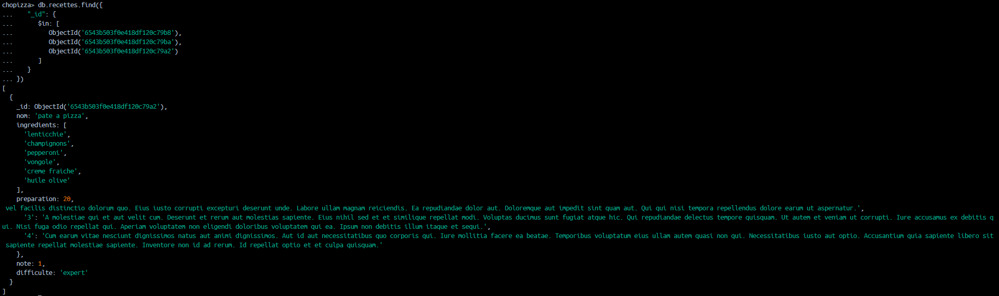 chopizza> db.recettes.find({
...    "_id": {
...       $in: [
...          ObjectId('6543b503f0e418df120c79b8'),
...          ObjectId('6543b503f0e418df120c79ba'),
...          ObjectId('6543b503f0e418df120c79a2')
...       ]
...    }
... })
[
  {
    _id: ObjectId('6543b503f0e418df120c79a2'),
    nom: 'pate a pizza',
    ingredients: [
      'lenticchie',
      'champignons',
      'pepperoni',
      'vongole',
      'creme fraiche',
      'huile olive'
    ],
    preparation: 20,
 vel facilis distinctio dolorum quo. Eius iusto corrupti excepturi deserunt unde. Labore ullam magnam reiciendis. Ea repudiandae dolor aut. Doloremque aut impedit sint quam aut. Qui qui nisi tempora repellendus dolore earum ut aspernatur.',
      '3': 'A molestiae qui et aut velit cum. Deserunt et rerum aut molestias sapiente. Eius nihil sed et et similique repellat modi. Voluptas ducimus sunt fugiat atque hic. Qui repudiandae delectus tempore quisquam. Ut autem et veniam ut corrupti. Iure accusamus ex debitis q
ui. Nisi fuga odio repellat qui. Aperiam voluptatem non eligendi doloribus voluptatem qui ea. Ipsum non debitis illum itaque et sequi.',
      '4': 'Cum earum vitae nesciunt dignissimos natus aut animi dignissimos. Aut id aut necessitatibus quo corporis qui. Iure mollitia facere ea beatae. Temporibus voluptatum eius ullam autem quasi non qui. Necessitatibus iusto aut optio. Accusantium quia sapiente libero sit
 sapiente repellat molestiae sapiente. Inventore non id ad rerum. Id repellat optio et et culpa quisquam.'
    },
    note: 1,
    difficulte: 'expert'
  }
]